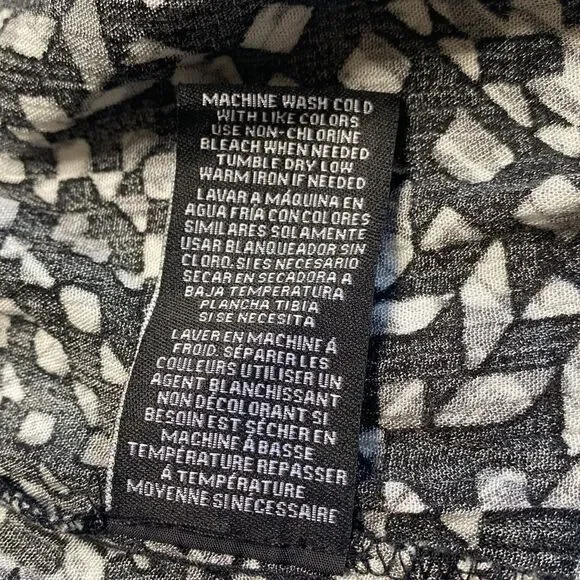 MACHINE WASH COLD
WITH LIKE COLORS
USE NON-CHLORINE
BLEACH WHEN NEEDED
TUMBLE DRY LOW
WARM IRON IF NEEDED
LAVAR A MÁQUINA EN
AGUA FRÍA CON COLORES
SIMILARES SOLAMENTE
USAR BLANQUEADOR SIN
CLORO. SI ES NECESARIO
SECAR EN SECADORA A
BAJA TEMPERATURA
PLANCHA TIBIA
SI SE NECESITA
LAVER EN MACHINE À
FROID. SÉPARER LES
COULEURS UTILISER UN
AGENT BLANCHISSANT
NON DÉCOLORANT SI
BESOIN EST SÉCHER EN
MACHINE À BASSE
TEMPÉRATURE REPASSER
À TEMPÉRATURE
MOYENNE SI NÉCESSAIRE